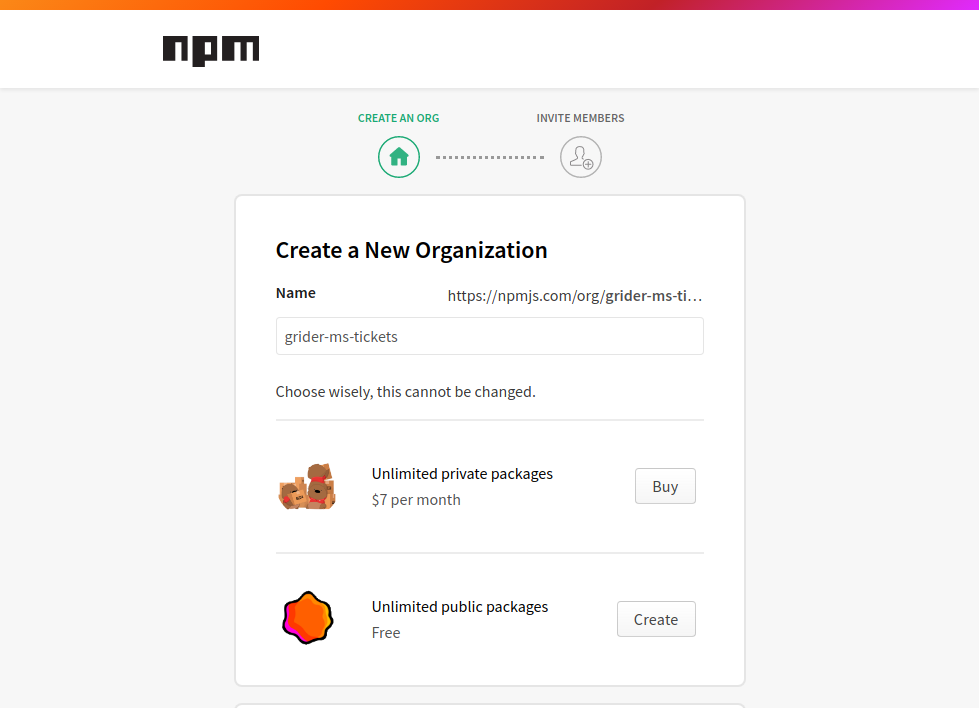 npm
CREATE AN ORG
INVITE MEMBERS
Create a New Organization
Name
https://npmjs.com/org/grider-ms-ti…
grider-ms-tickets
Choose wisely, this cannot be changed.
Unlimited private packages
$7 per month
Buy
Unlimited public packages
Free
Create